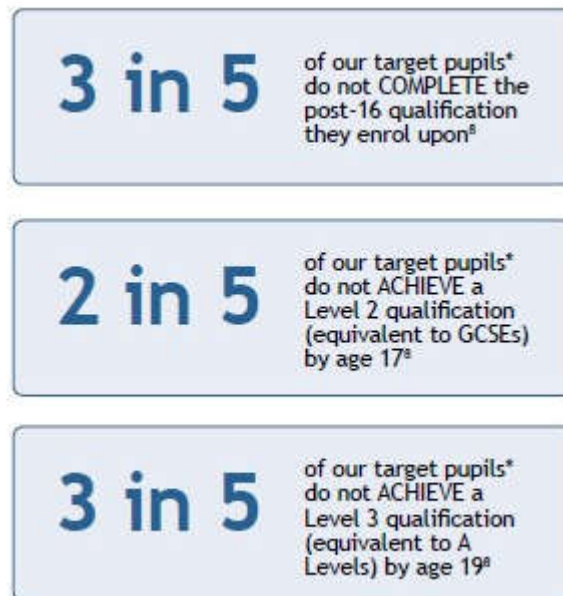 3 in 5
of our target pupils*
do not COMPLETE the
post-16 qualification
they enrol upon⁸
2 in 5
of our target pupils*
do not ACHIEVE a
Level 2 qualification
(equivalent to GCSEs)
by age 17⁸
3 in 5
of our target pupils*
do not ACHIEVE a
Level 3 qualification
(equivalent to A
Levels) by age 19⁸